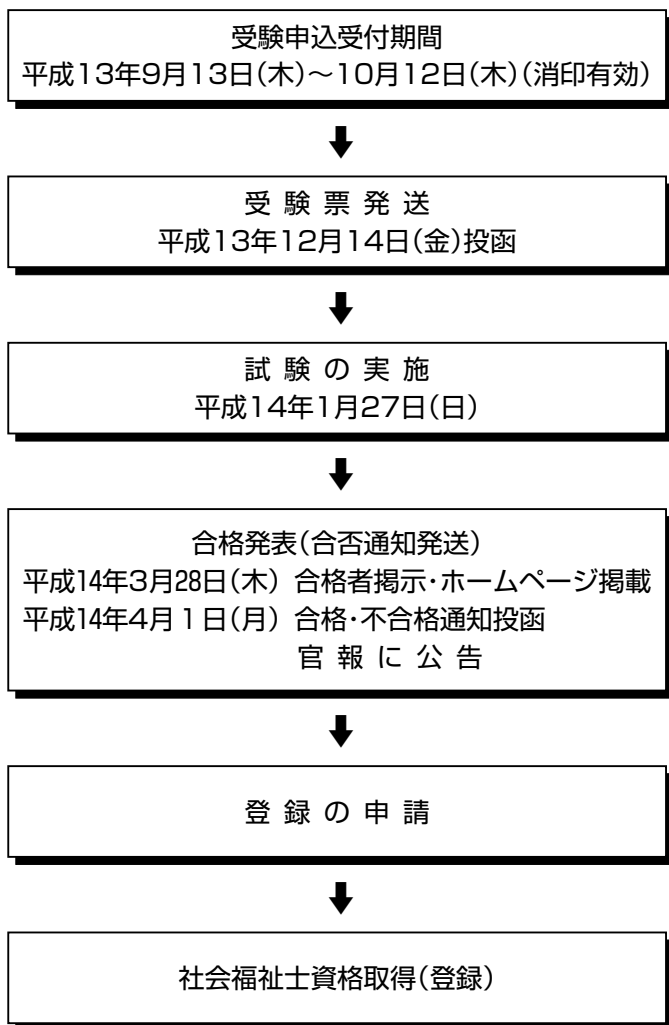 受験申込受付期間
平成13年9月13日(木)～10月12日(木)(消印有効)
受験票発送
平成13年12月14日(金)投函
試験の実施
平成14年1月27日(日)
合格発表(合否通知発送)
平成14年3月28日(木) 合格者掲示・ホームページ掲載
平成14年4月1日(月) 合格・不合格通知投函
官報に公告
登録の申請
社会福祉士資格取得(登録)